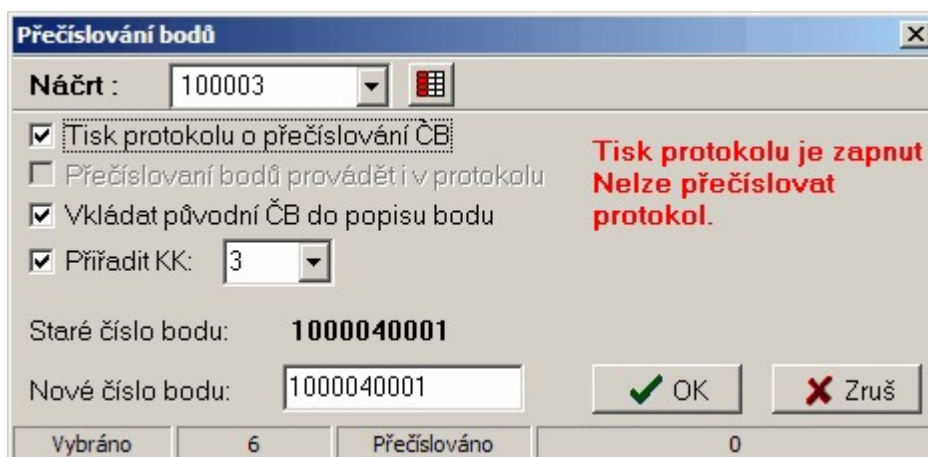 Přečíslování bodů
Náčrt : 100003
Tisk protokolu o přečíslování ČB
Přečíslovaní bodů provádět i v protokolu
Vkládat původní ČB do popisu bodu
Přiřadit KK: 3
Tisk protokolu je zapnut
Nelze přečíslovat
protokol.
Staré číslo bodu: 1000040001
Nové číslo bodu: 1000040001
OK
Zruš
Vybráno 6 Přečíslováno 0